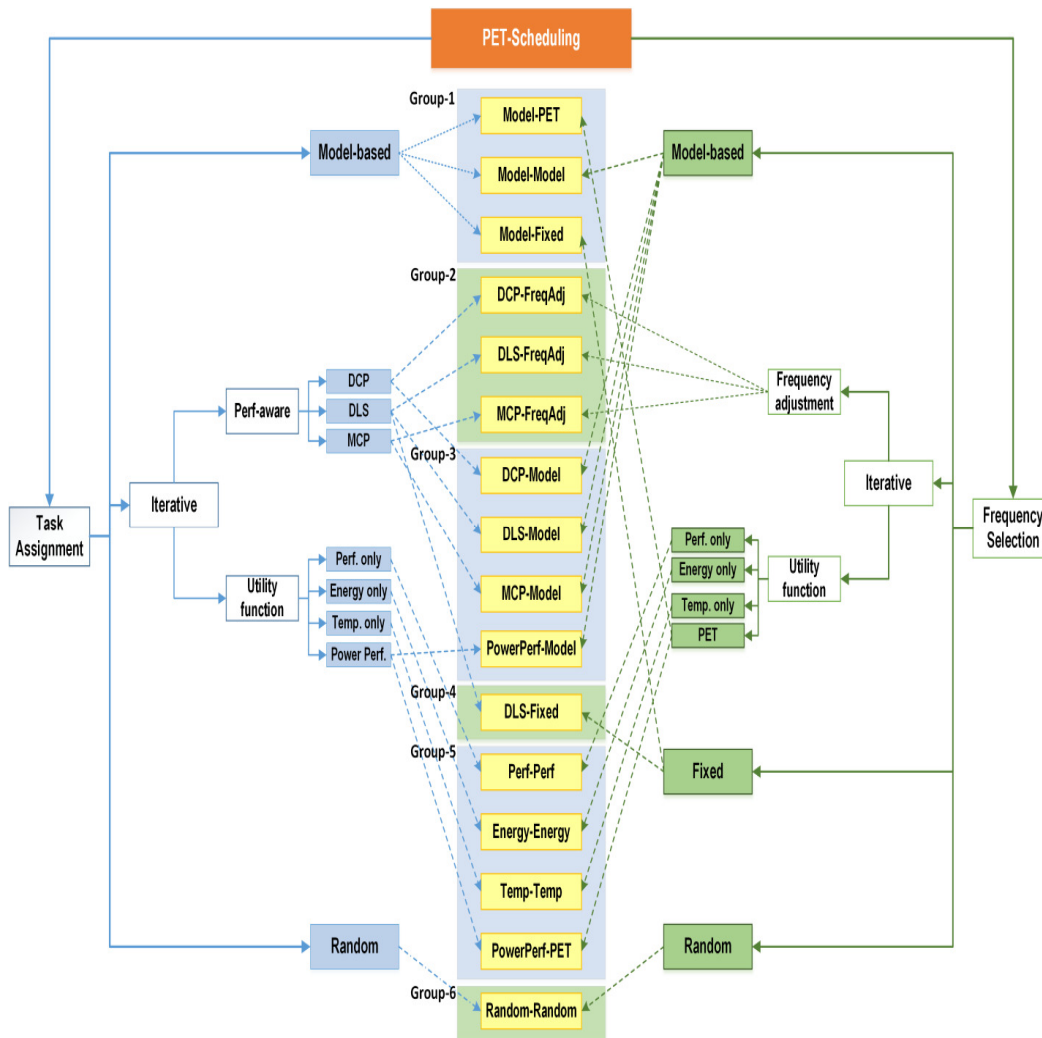 PET-Scheduling
Group-1
Model-PET
Model-based
Model-based
Model-Model
Model-Fixed
Group-2
DCP-FreqAdj
DLS-FreqAdj
DCP
Perf-aware
DLS
Frequency
adjustment
MCP
MCP-FreqAdj
Group-3
DCP-Model
Iterative
Iterative
Task
Assignment
DLS-Model
Frequency
Selection
Perf. only
Perf. only
Energy only
Utility
function
Energy only
Utility
function
MCP-Model
Temp. only
Temp. only
Power Perf.
PET
PowerPerf-Model
Group-4
DLS-Fixed
Group-5
Perf-Perf
Fixed
Energy-Energy
Temp-Temp
Random
PowerPerf-PET
Random
Group-6
Random-Random